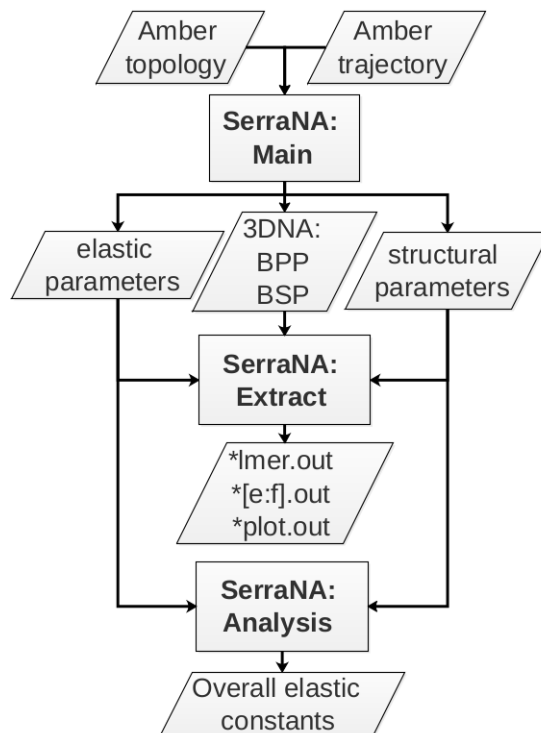 Amber
topology
Amber
trajectory
SerraNA:
Main
elastic
parameters
3DNA:
BPP
BSP
structural
parameters
SerraNA:
Extract
*lmer.out
*[e:f].out
*plot.out
SerraNA:
Analysis
Overall elastic
constants